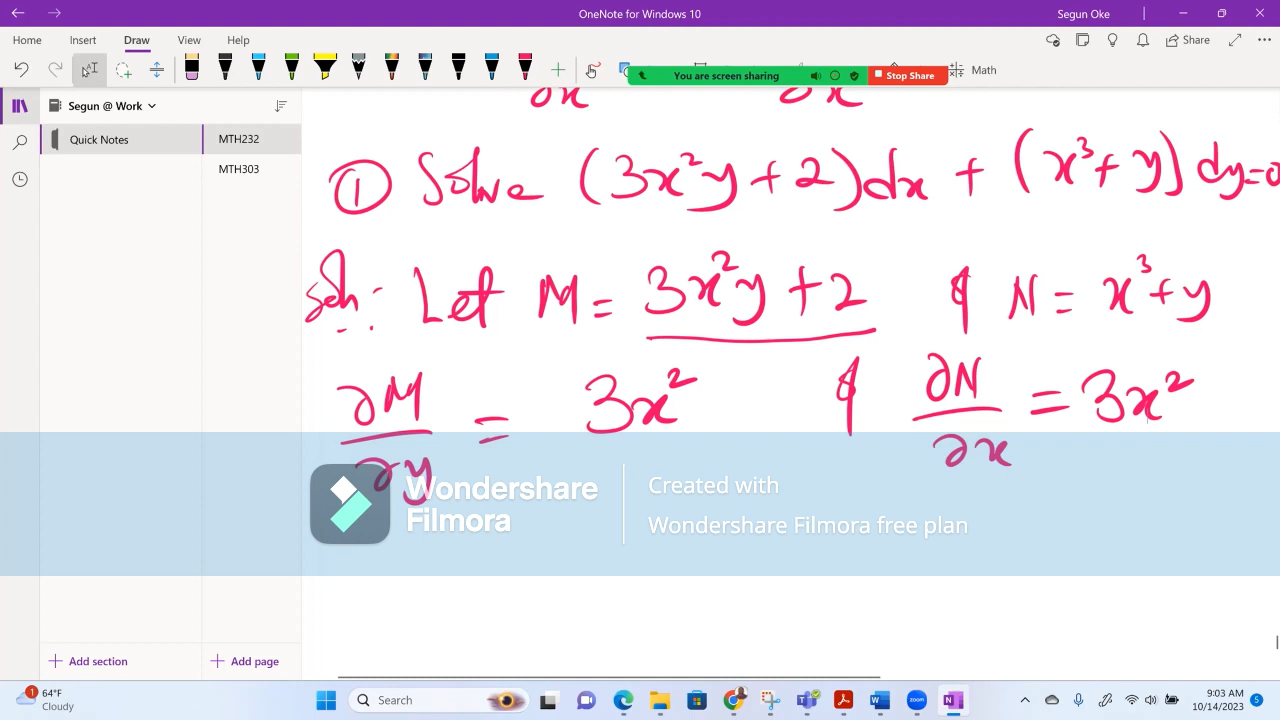 OneNote for Windows 10
Segun Oke
Home Insert Draw View Help
Share
You are screen sharing
Stop Share
Math
Segun @ Work
Quick Notes
MTH232
MTH303
∂x ∂x
① Solve (3x²y + 2)dx + (x³ + y) dy=0
Soln: Let M = 3x²y + 2 & N = x³+y
∂M/∂y = 3x² & ∂N/∂x = 3x²
Wondershare Filmora
Created with
Wondershare Filmora free plan
Add section
Add page
1
64°F
Cloudy
Search
zoom
9:03 AM
10/14/2023
5